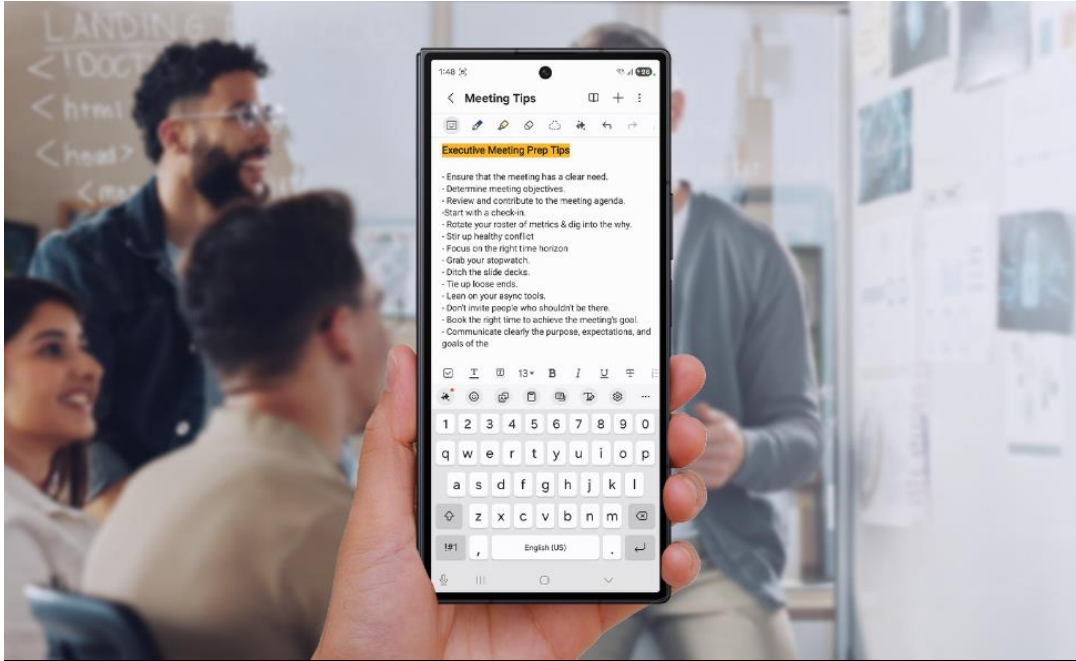 LANDING
< !DOCT
< html
< head>
1:48
Meeting Tips
Executive Meeting Prep Tips
- Ensure that the meeting has a clear need.
- Determine meeting objectives.
- Review and contribute to the meeting agenda.
-Start with a check-in.
- Rotate your roster of metrics & dig into the why.
- Stir up healthy conflict
- Focus on the right time horizon
- Grab your stopwatch.
- Ditch the slide decks.
- Tie up loose ends.
- Lean on your async tools.
- Don't invite people who shouldn't be there.
- Book the right time to achieve the meeting's goal.
- Communicate clearly the purpose, expectations, and
goals of the
13 B I U T
1 2 3 4 5 6 7 8 9 0
q w e r t y u i o p
a s d f g h j k l
z x c v b n m
!#1 , English (US) .